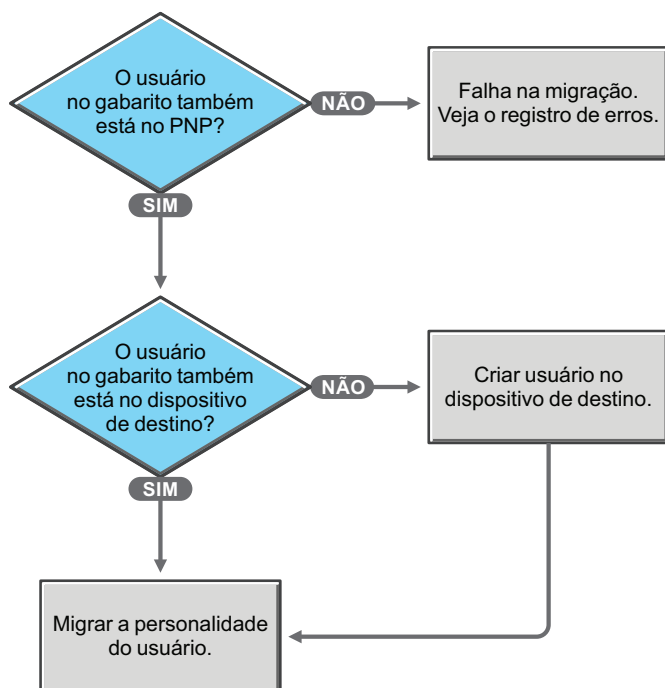 O usuário
no gabarito também
está no PNP?
NÃO
Falha na migração.
Veja o registro de erros.
SIM
O usuário
no gabarito também
está no dispositivo
de destino?
NÃO
Criar usuário no
dispositivo de destino.
SIM
Migrar a personalidade
do usuário.